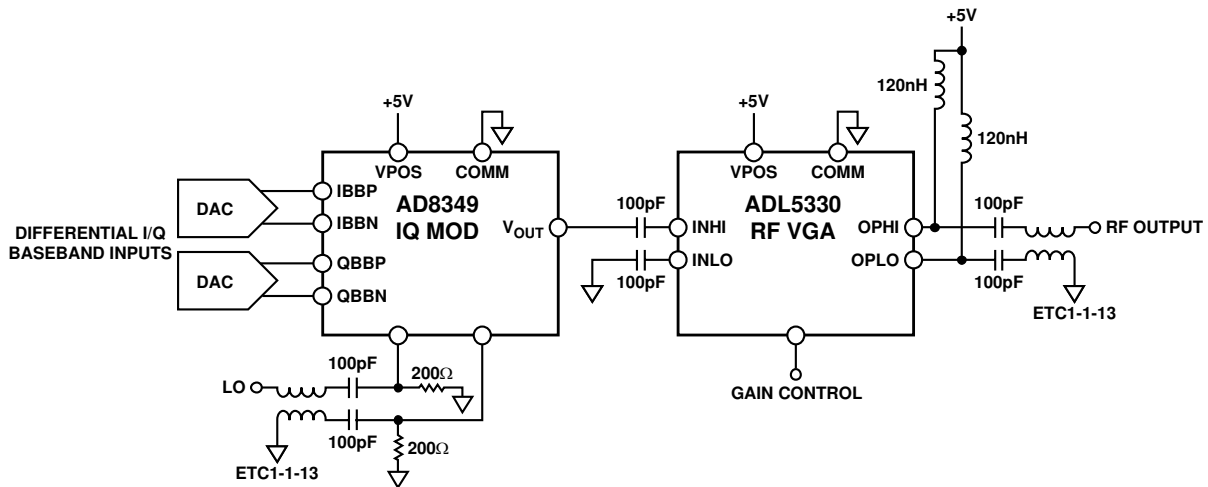 +5V
120nH
120nH
+5V
+5V
VPOS
COMM
VPOS
COMM
DAC
IBBP
IBBN
AD8349
IQ MOD
VOUT
100pF
INHI
INLO
100pF
ADL5330
RF VGA
OPHI
OPLO
100pF
RF OUTPUT
100pF
ETC1-1-13
DIFFERENTIAL I/Q
BASEBAND INPUTS
DAC
QBBP
QBBN
100pF
200Ω
LO
100pF
200Ω
ETC1-1-13
GAIN CONTROL